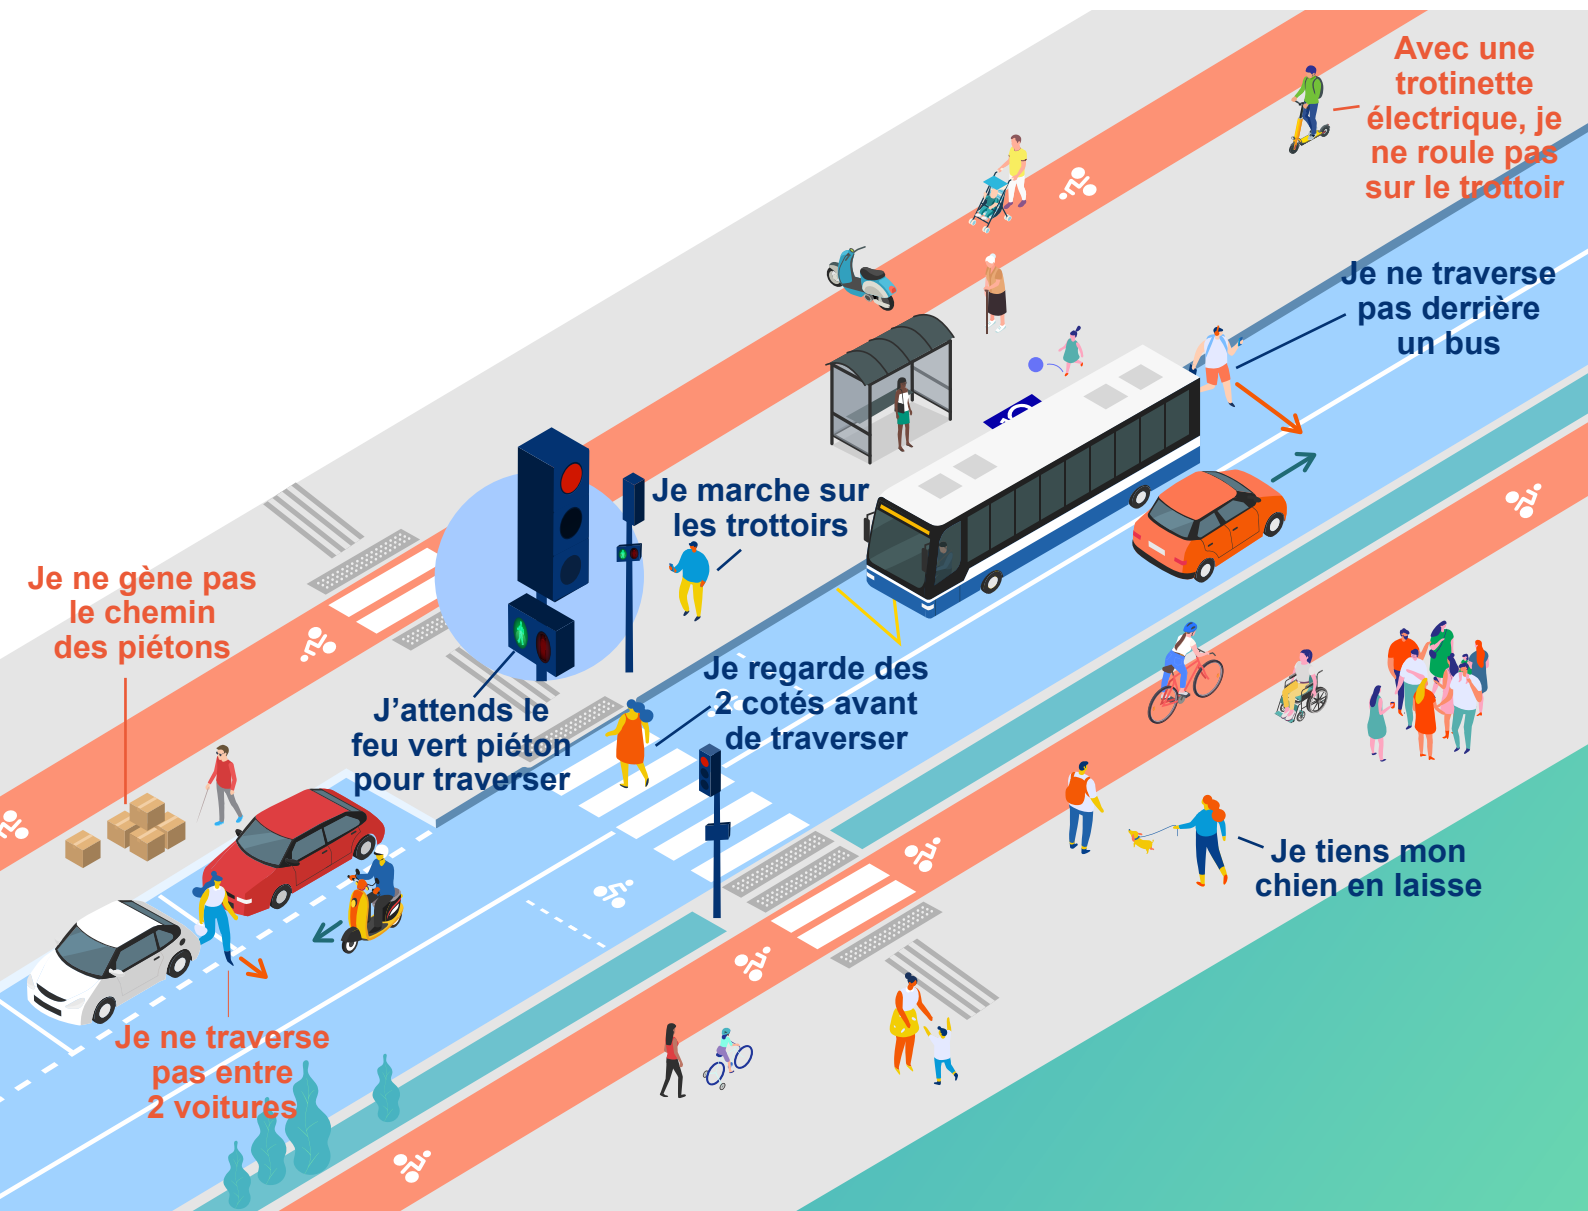 Avec une
trotinette
électrique, je
ne roule pas
sur le trottoir
Je ne traverse
pas derrière
un bus
Je marche sur
les trottoirs
Je ne gène pas
le chemin
des piétons
Je regarde des
2 cotés avant
de traverser
J’attends le
feu vert piéton
pour traverser
Je tiens mon
chien en laisse
Je ne traverse
pas entre
2 voitures